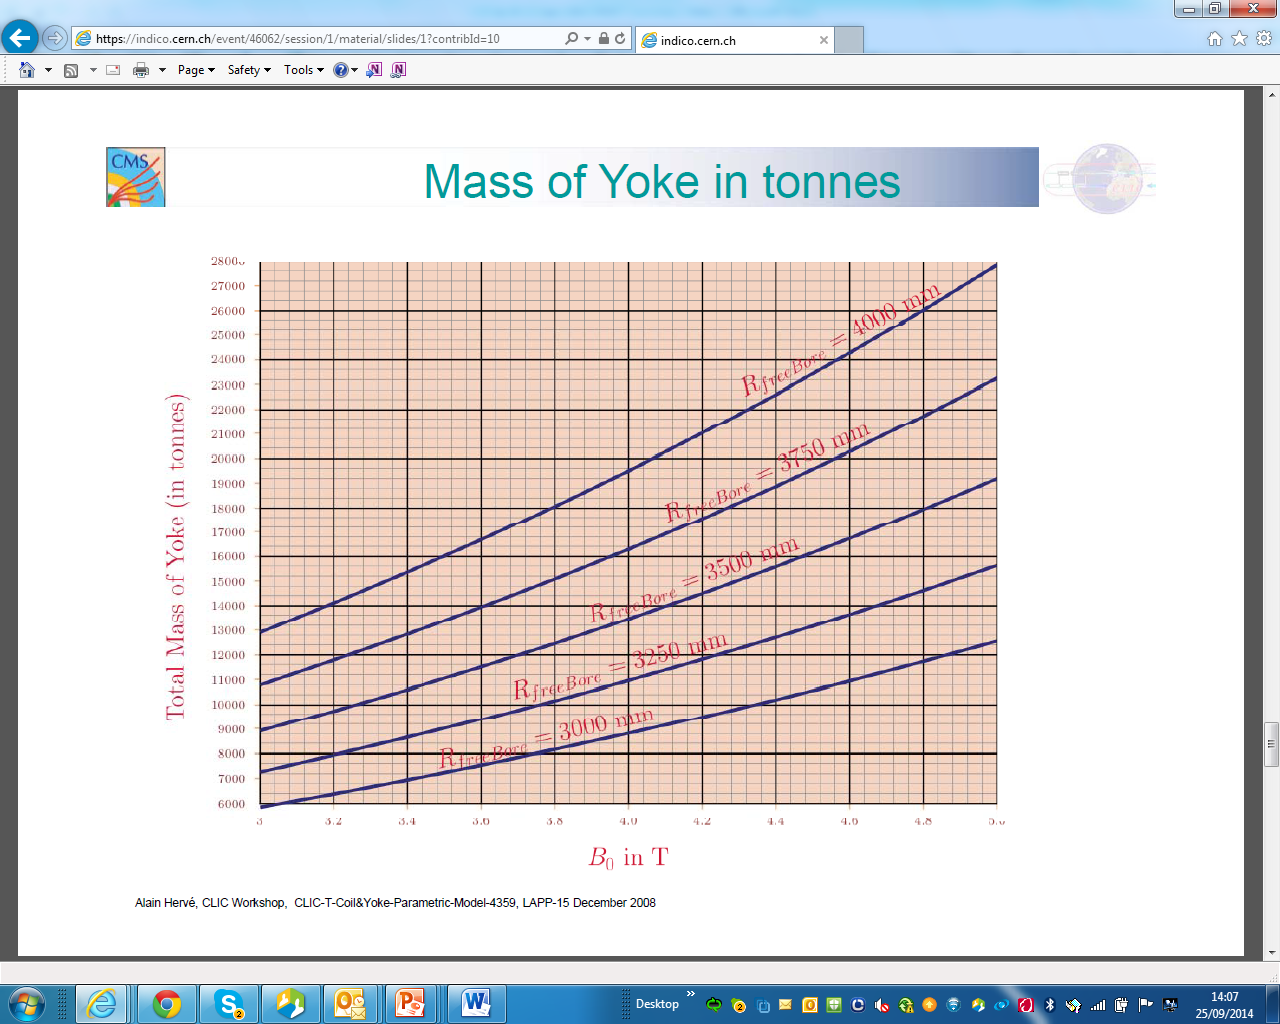 https://indico.cern.ch/event/46062/session/1/material/slides/1?contribId=10
indico.cern.ch
Page
Safety
Tools
CMS
Mass of Yoke in tonnes
28000
27000
26000
25000
24000
23000
22000
21000
20000
19000
18000
17000
16000
15000
14000
13000
12000
11000
10000
9000
8000
7000
6000
Total Mass of Yoke (in tonnes)
RfreeBore = 4000 mm
RfreeBore = 3750 mm
RfreeBore = 3500 mm
RfreeBore = 3250 mm
RfreeBore = 3000 mm
3 3.2 3.4 3.6 3.8 4.0 4.2 4.4 4.6 4.8 5.0
B0 in T
Alain Hervé, CLIC Workshop, CLIC-T-Coil&Yoke-Parametric-Model-4359, LAPP-15 December 2008
Desktop
14:07
25/09/2014